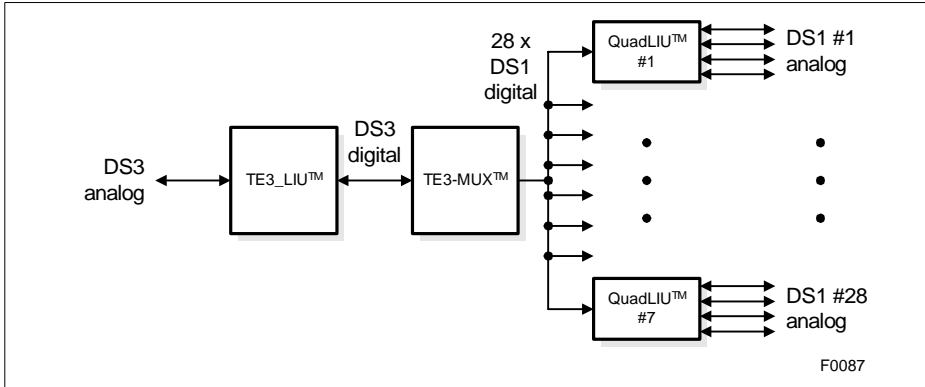 28 x
DS1
digital
QuadLIU™
#1
DS1 #1
analog
DS3
analog
TE3_LIU™
DS3
digital
TE3-MUX™
QuadLIU™
#7
DS1 #28
analog
F0087